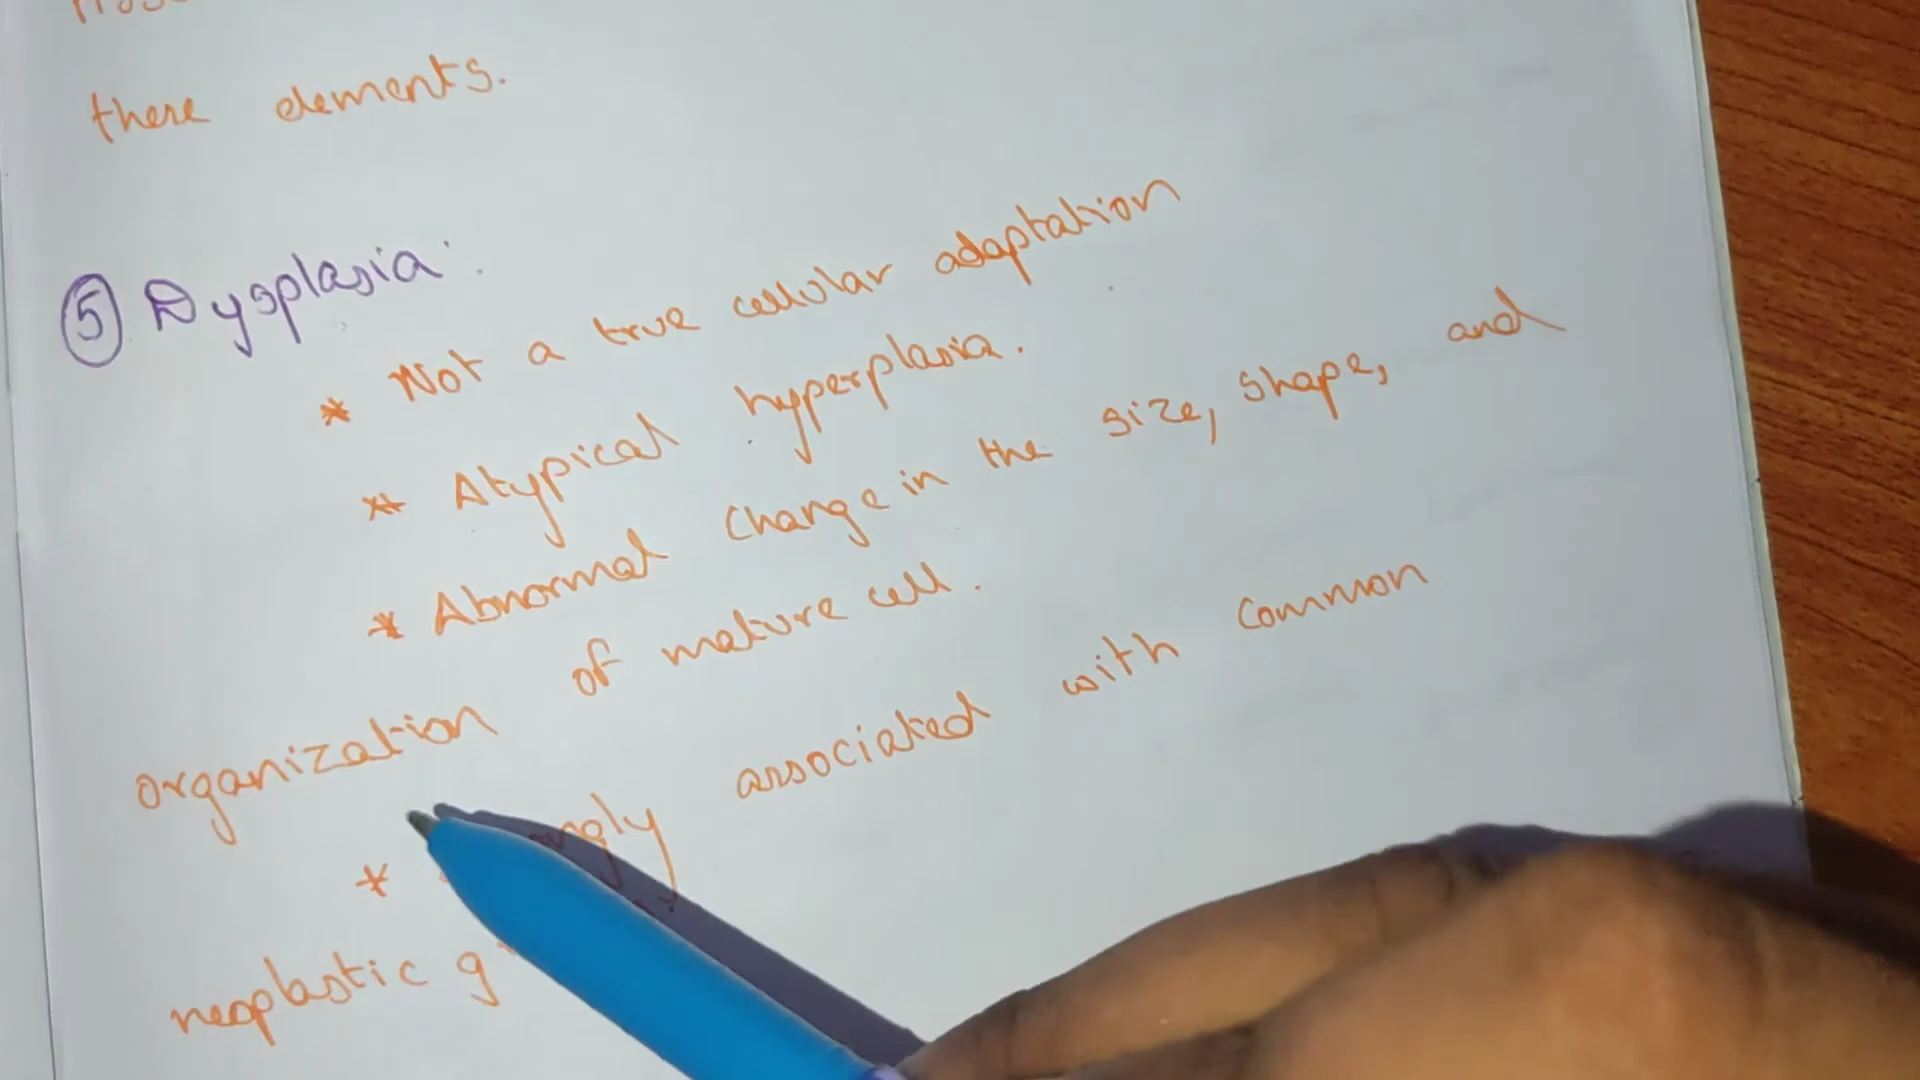 there elements.
⑤ Dysplasia:
* Not a true cellular adaptation
* Atypical hyperplasia.
* Abnormal change in the size, shape, and
organization of mature cell.
* associated with common
neoplastic